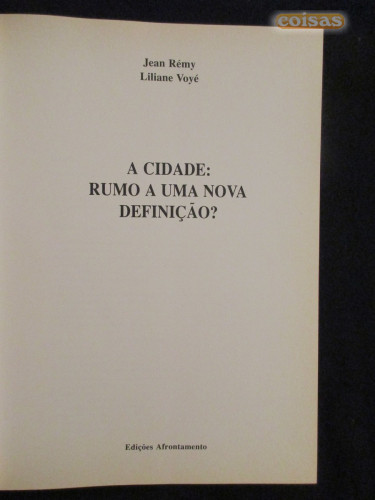 coisas
Jean Rémy
Liliane Voyé
A CIDADE:
RUMO A UMA NOVA
DEFINIÇÃO?
Edições Afrontamento